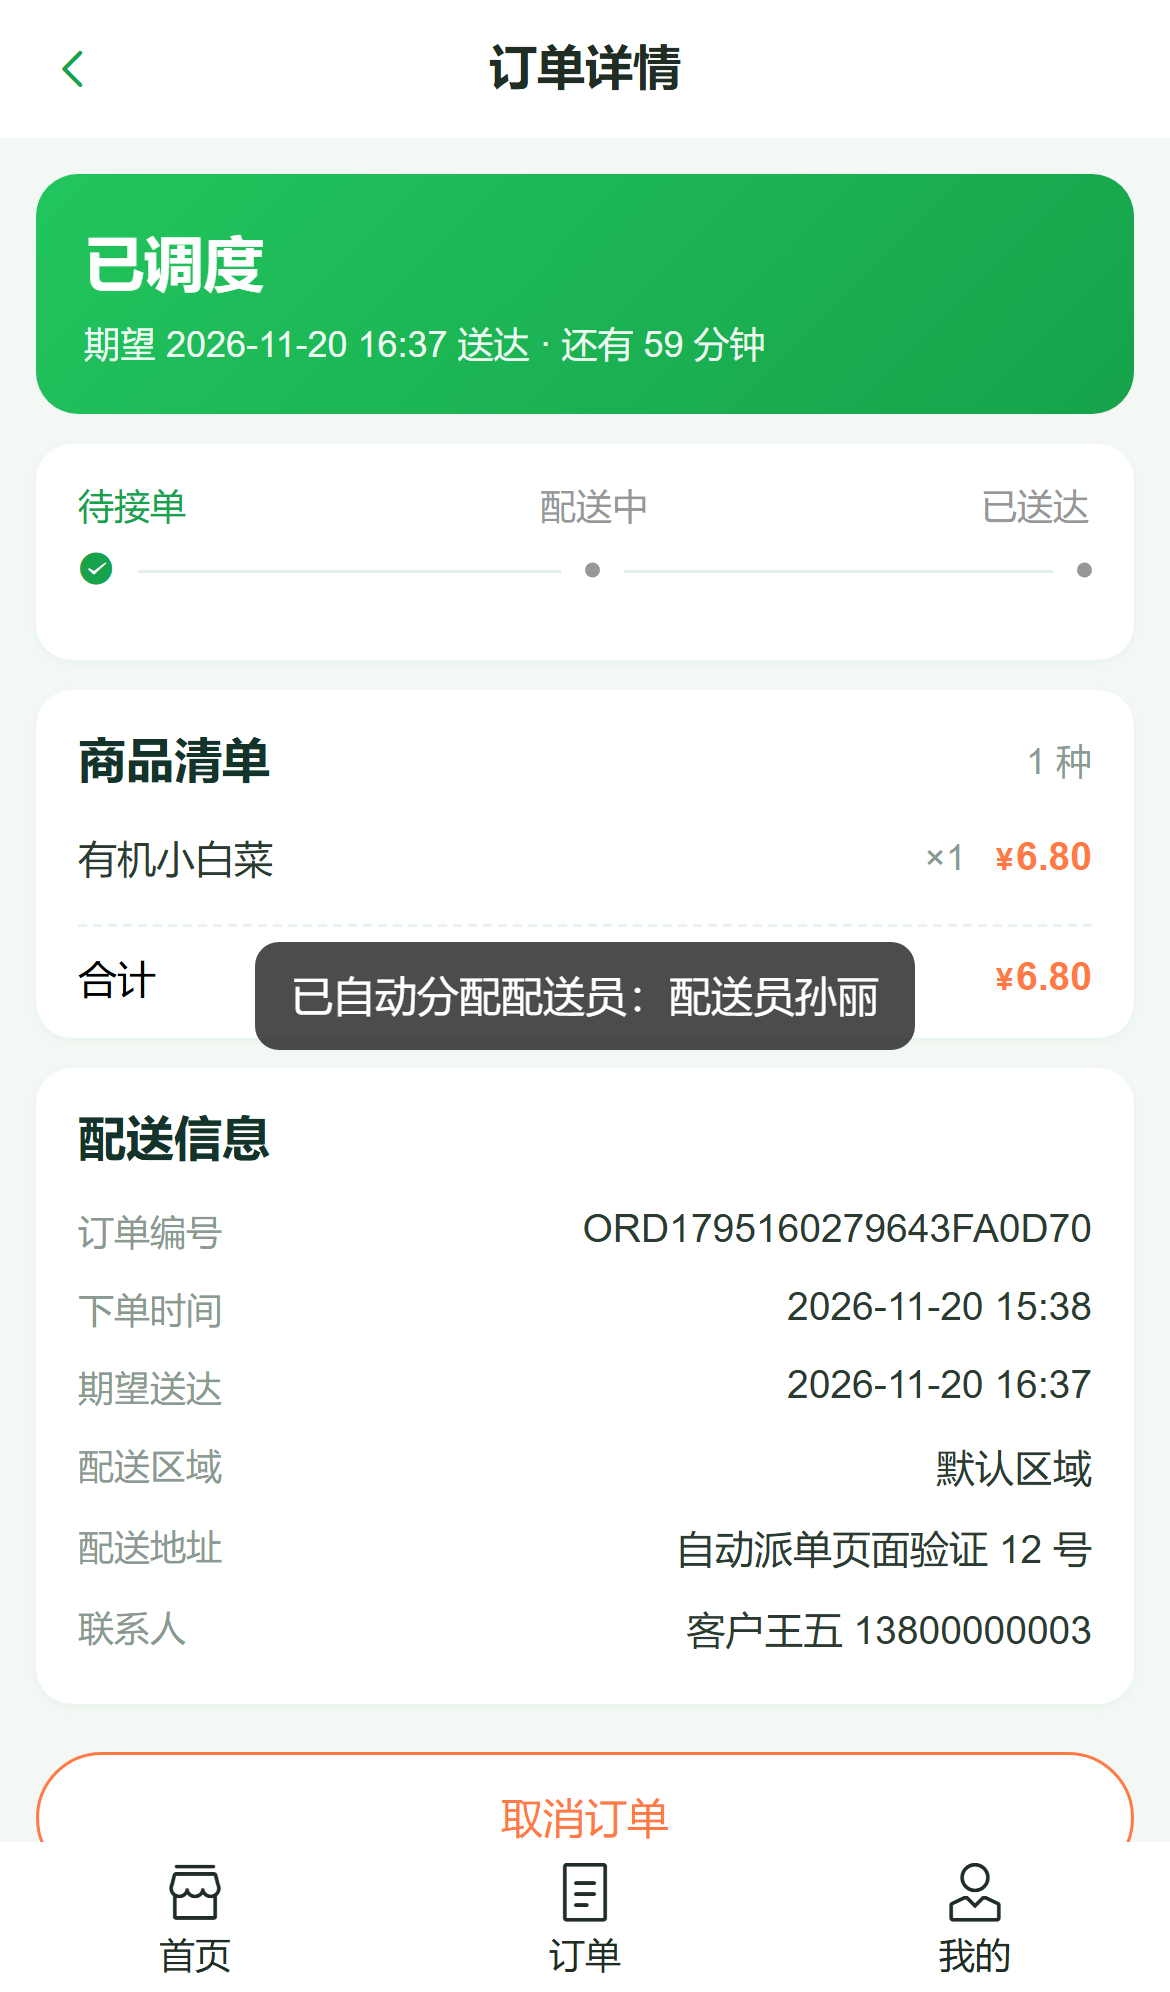 订单详情
已调度
期望 2026-11-20 16:37 送达 · 还有 59 分钟
待接单 配送中 已送达
商品清单 1 种
有机小白菜 ×1 ¥6.80
合计 ¥6.80
已自动分配配送员：配送员孙丽
配送信息
订单编号 ORD1795160279643FA0D70
下单时间 2026-11-20 15:38
期望送达 2026-11-20 16:37
配送区域 默认区域
配送地址 自动派单页面验证 12 号
联系人 客户王五 13800000003
取消订单
首页 订单 我的